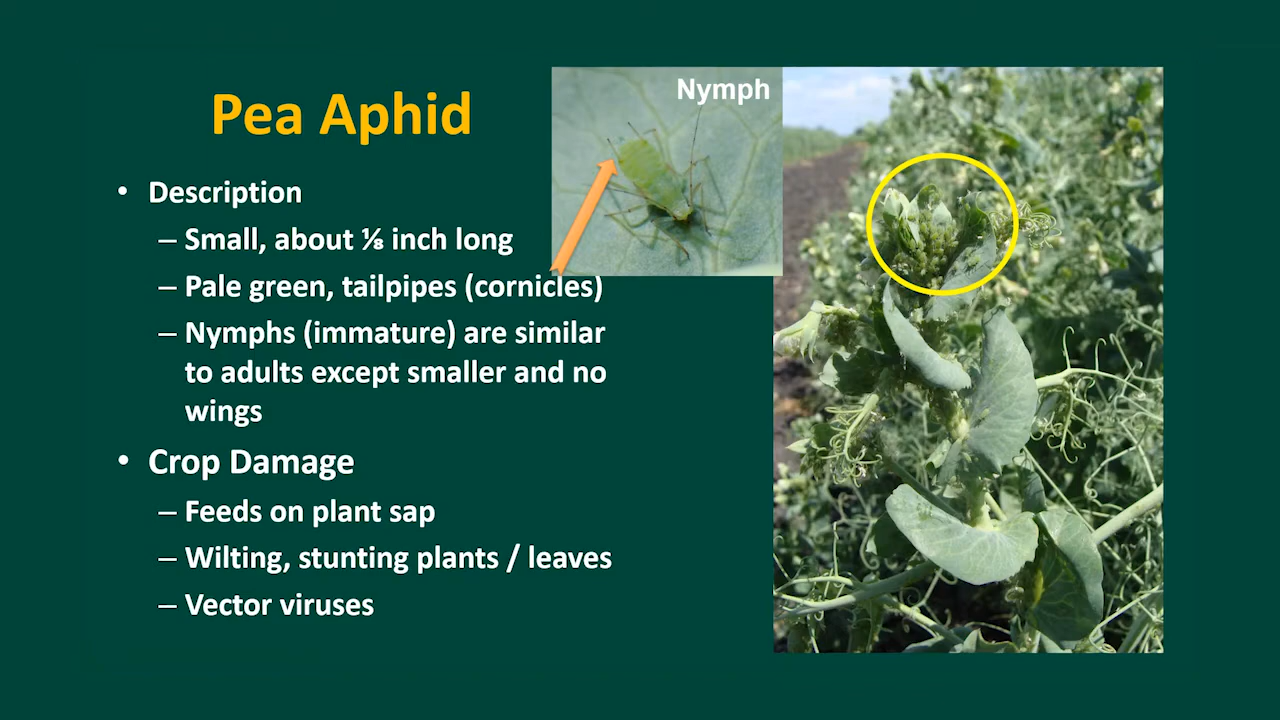 Pea Aphid
Nymph
• Description
– Small, about ⅛ inch long
– Pale green, tailpipes (cornicles)
– Nymphs (immature) are similar
to adults except smaller and no
wings
• Crop Damage
– Feeds on plant sap
– Wilting, stunting plants / leaves
– Vector viruses